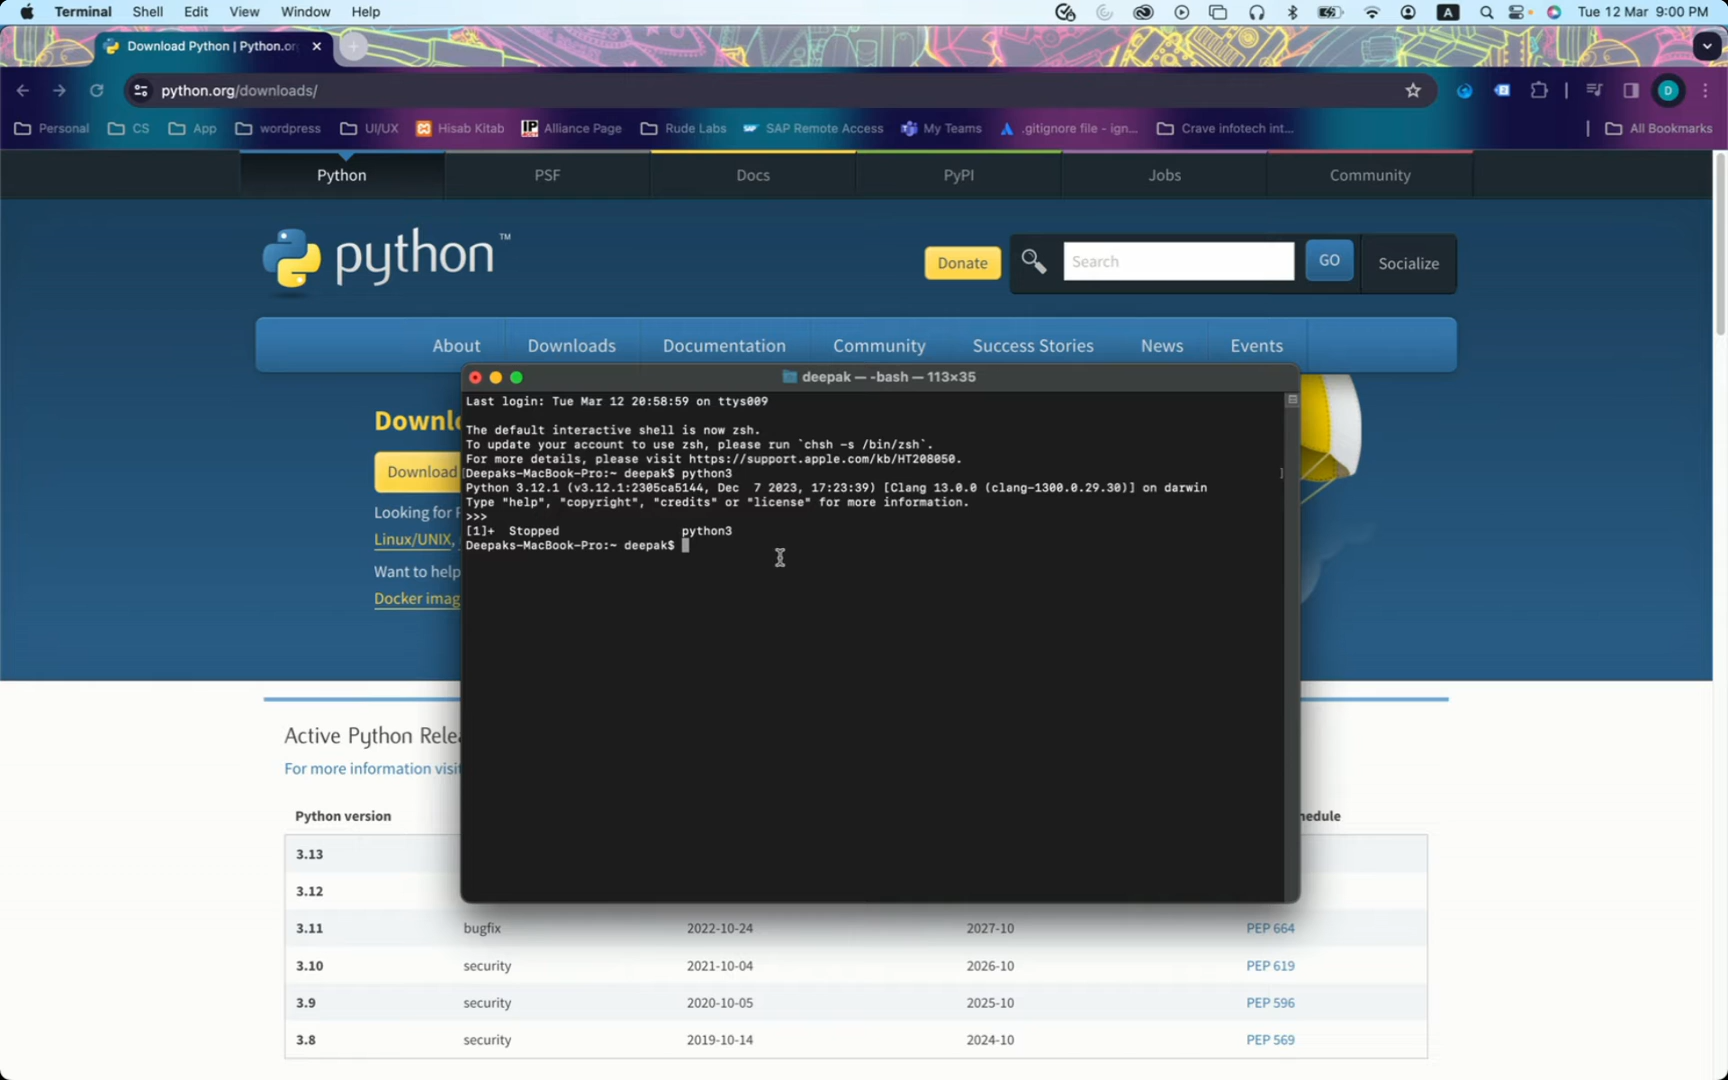 Terminal Shell Edit View Window Help A Tue 12 Mar 9:00 PM
Download Python | Python.or
python.org/downloads/ D
Personal CS App wordpress UI/UX Hisab Kitab Alliance Page Rude Labs SAP Remote Access My Teams .gitignore file - ign... Crave infotech int... All Bookmarks
Python PSF Docs PyPI Jobs Community
python™ Donate Search GO Socialize
About Downloads Documentation Community Success Stories News Events
deepak — -bash — 113×35
Last login: Tue Mar 12 20:58:59 on ttys009
The default interactive shell is now zsh.
To update your account to use zsh, please run `chsh -s /bin/zsh`.
For more details, please visit https://support.apple.com/kb/HT208050.
[Deepaks-MacBook-Pro:~ deepak$ python3 ]
Python 3.12.1 (v3.12.1:2305ca5144, Dec  7 2023, 17:23:39) [Clang 13.0.0 (clang-1300.0.29.30)] on darwin
Type "help", "copyright", "credits" or "license" for more information.
>>>
[1]+  Stopped                 python3
Deepaks-MacBook-Pro:~ deepak$
Downl
Download
Looking for
Linux/UNIX,
Want to help
Docker imag
Active Python Rele
For more information visi
Python version hedule
3.13
3.12
3.11 bugfix 2022-10-24 2027-10 PEP 664
3.10 security 2021-10-04 2026-10 PEP 619
3.9 security 2020-10-05 2025-10 PEP 596
3.8 security 2019-10-14 2024-10 PEP 569